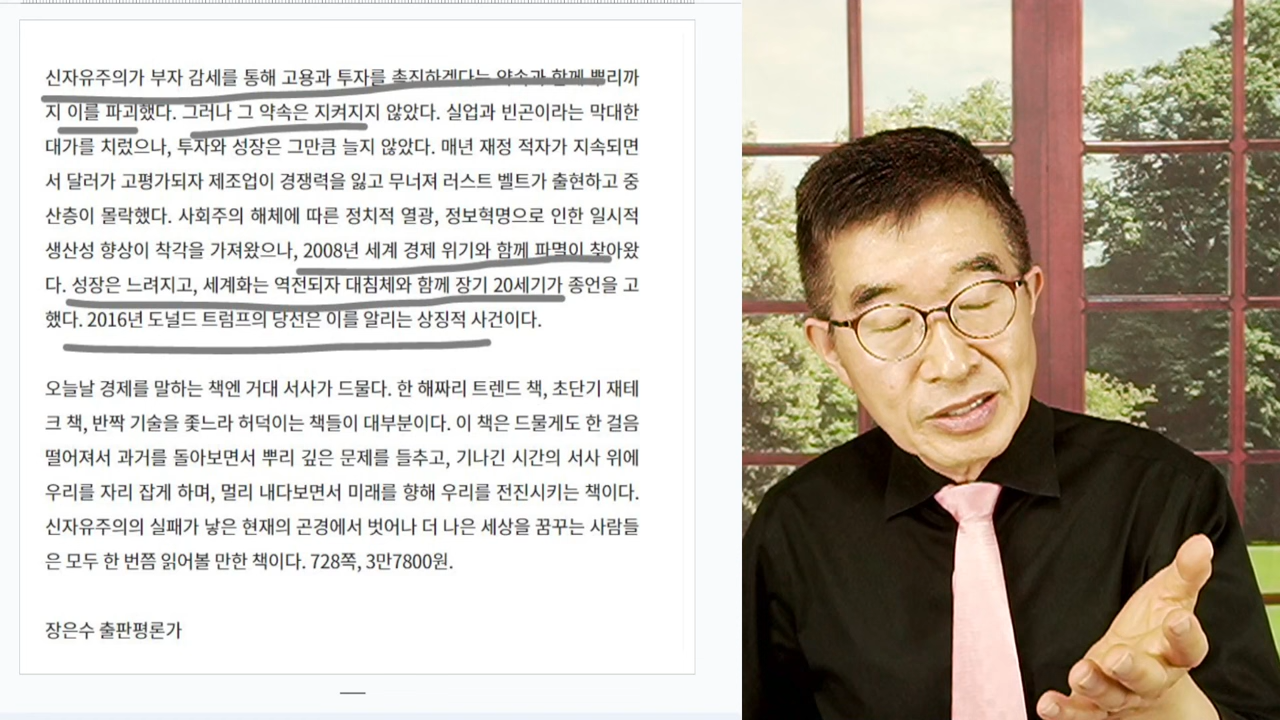 신자유주의가 부자 감세를 통해 고용과 투자를 촉진하겠다는 약속과 함께 뿌리까
지 이를 파괴했다. 그러나 그 약속은 지켜지지 않았다. 실업과 빈곤이라는 막대한
대가를 치렀으나, 투자와 성장은 그만큼 늘지 않았다. 매년 재정 적자가 지속되면
서 달러가 고평가되자 제조업이 경쟁력을 잃고 무너져 러스트 벨트가 출현하고 중
산층이 몰락했다. 사회주의 해체에 따른 정치적 열광, 정보혁명으로 인한 일시적
생산성 향상이 착각을 가져왔으나, 2008년 세계 경제 위기와 함께 파멸이 찾아왔
다. 성장은 느려지고, 세계화는 역전되자 대침체와 함께 장기 20세기가 종언을 고
했다. 2016년 도널드 트럼프의 당선은 이를 알리는 상징적 사건이다.
오늘날 경제를 말하는 책엔 거대 서사가 드물다. 한 해짜리 트렌드 책, 초단기 재테
크 책, 반짝 기술을 좇느라 허덕이는 책들이 대부분이다. 이 책은 드물게도 한 걸음
떨어져서 과거를 돌아보면서 뿌리 깊은 문제를 들추고, 기나긴 시간의 서사 위에
우리를 자리 잡게 하며, 멀리 내다보면서 미래를 향해 우리를 전진시키는 책이다.
신자유주의의 실패가 낳은 현재의 곤경에서 벗어나 더 나은 세상을 꿈꾸는 사람들
은 모두 한 번쯤 읽어볼 만한 책이다. 728쪽, 3만7800원.
장은수 출판평론가